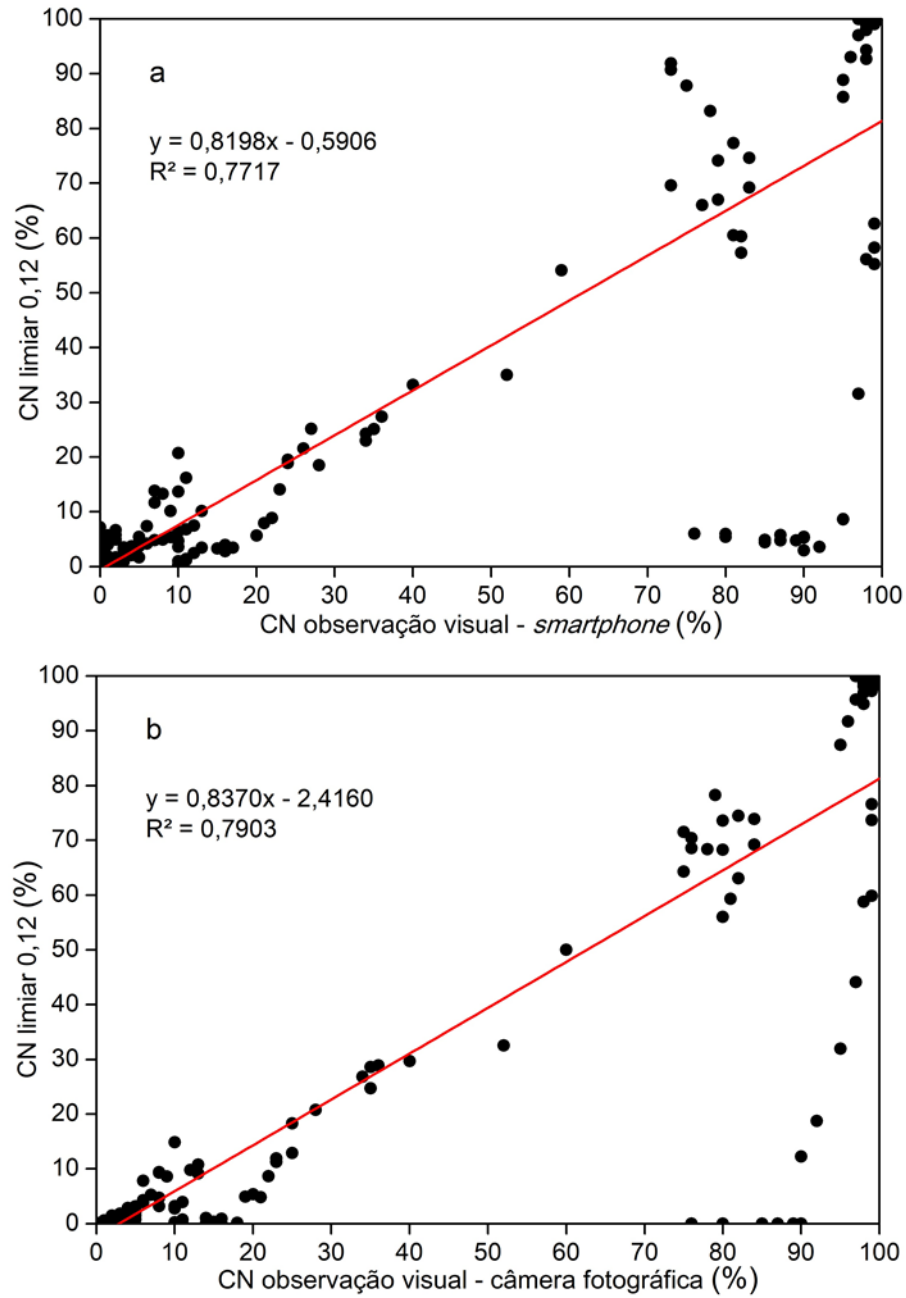 100
90
80
70
60
50
40
30
20
10
0
CN limiar 0,12 (%)
a
y = 0,8198x - 0,5906
R² = 0,7717
0 10 20 30 40 50 60 70 80 90 100
CN observação visual - smartphone (%)
100
90
80
70
60
50
40
30
20
10
0
CN limiar 0,12 (%)
b
y = 0,8370x - 2,4160
R² = 0,7903
0 10 20 30 40 50 60 70 80 90 100
CN observação visual - câmera fotográfica (%)